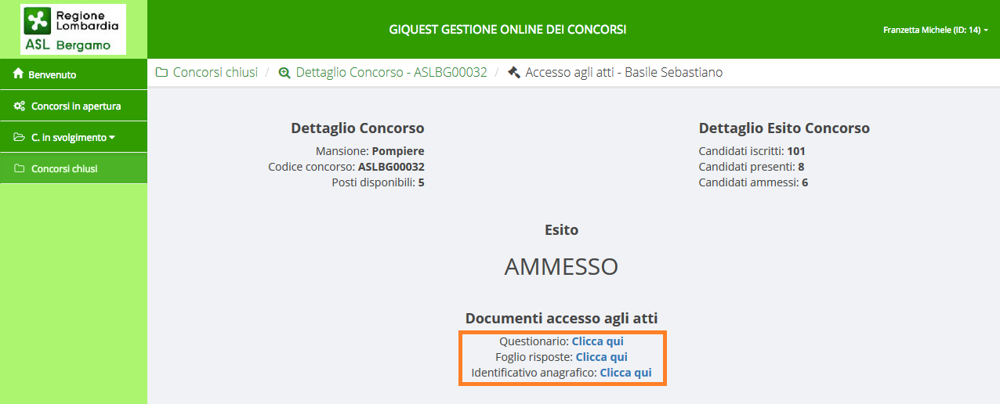 Regione
Lombardia
ASL Bergamo
GIQUEST GESTIONE ONLINE DEI CONCORSI
Franzetta Michele (ID: 14)
Benvenuto
Concorsi in apertura
C. in svolgimento
Concorsi chiusi
Concorsi chiusi / Dettaglio Concorso - ASLBG00032 / Accesso agli atti - Basile Sebastiano
Dettaglio Concorso
Mansione: Pompiere
Codice concorso: ASLBG00032
Posti disponibili: 5
Dettaglio Esito Concorso
Candidati iscritti: 101
Candidati presenti: 8
Candidati ammessi: 6
Esito
AMMESSO
Documenti accesso agli atti
Questionario: Clicca qui
Foglio risposte: Clicca qui
Identificativo anagrafico: Clicca qui